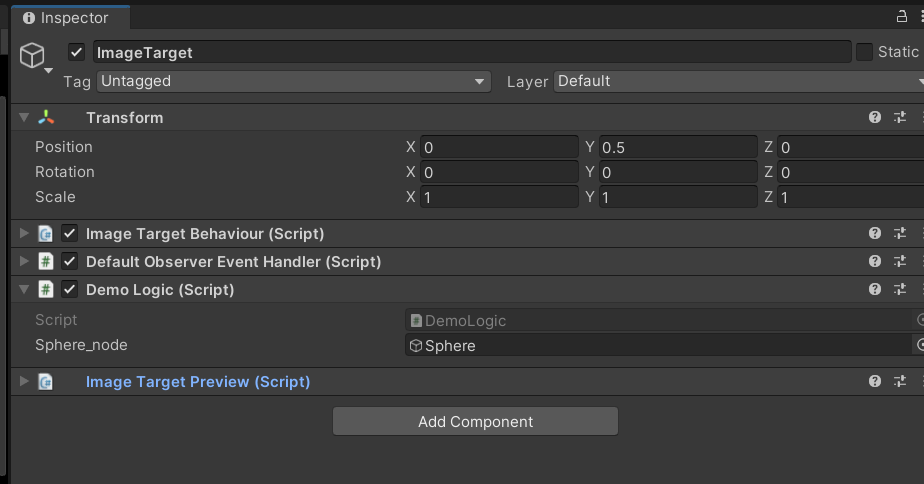 Inspector
ImageTarget
Static
Tag Untagged Layer Default
Transform
Position X 0 Y 0.5 Z 0
Rotation X 0 Y 0 Z 0
Scale X 1 Y 1 Z 1
Image Target Behaviour (Script)
Default Observer Event Handler (Script)
Demo Logic (Script)
Script DemoLogic
Sphere_node Sphere
Image Target Preview (Script)
Add Component